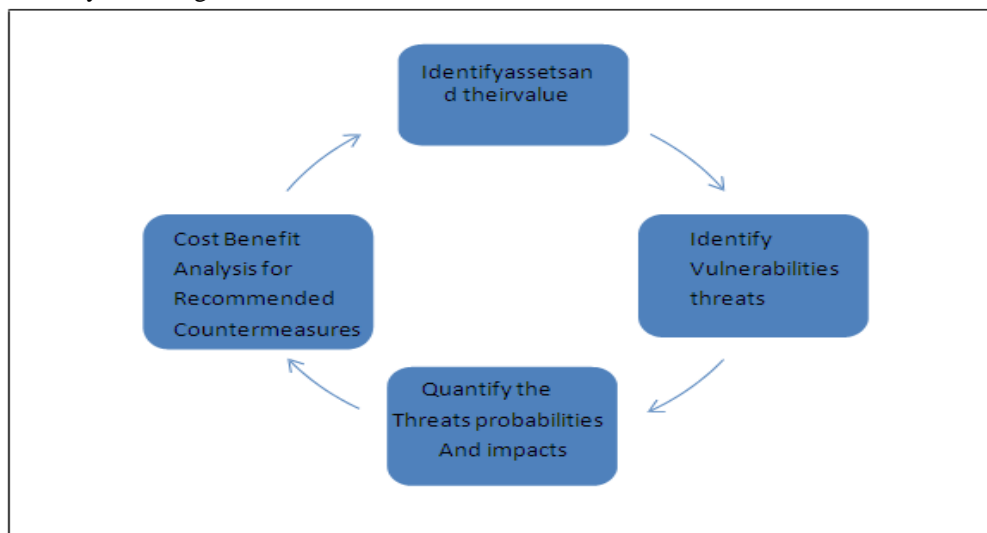 Identifyassetsan
d theirvalue
Identify
Vulnerabilities
threats
Quantify the
Threats probabilities
And impacts
Cost Benefit
Analysis for
Recommended
Countermeasures